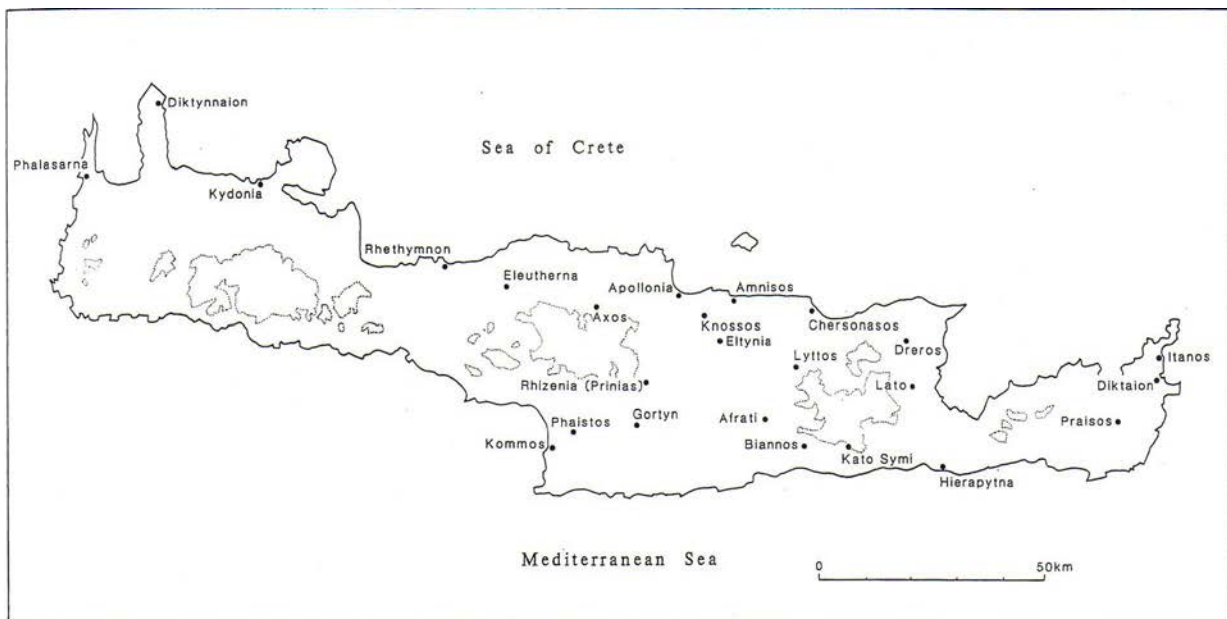 Diktynnaion
Sea of Crete
Phalasarna
Kydonia
Rhethymnon
Eleutherna
Apollonia
Amnisos
Axos
Knossos
Chersonasos
Eltynia
Dreros
Lyttos
Itanos
Rhizenia (Prinias)
Lato
Diktaion
Phaistos
Gortyn
Afrati
Praisos
Kommos
Biannos
Kato Symi
Hierapytna
Mediterranean Sea
0 50km